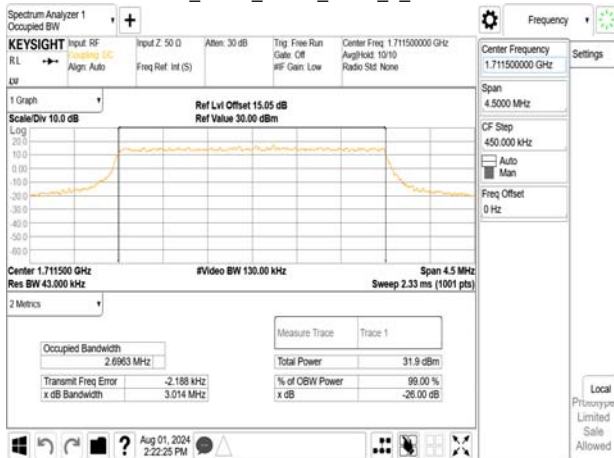 Spectrum Analyzer 1
Occupied BW
KEYSIGHT
RL
Input: RF
Coupling: DC
Align: Auto
Input Z: 50 Ω
Freq Ref: Int (S)
Atten: 30 dB
Trig: Free Run
Gate: Off
#IF Gain: Low
Center Freq: 1.711500000 GHz
Avg|Hold: 10/10
Radio Std: None
1 Graph
Scale/Div 10.0 dB
Ref Lvl Offset 15.05 dB
Ref Value 30.00 dBm
Log
20.0
10.0
0.00
-10.0
-20.0
-30.0
-40.0
-50.0
-60.0
Center 1.711500 GHz
Res BW 43.000 kHz
#Video BW 130.00 kHz
Span 4.5 MHz
Sweep 2.33 ms (1001 pts)
2 Metrics
Measure Trace
Trace 1
Occupied Bandwidth
2.6963 MHz
Total Power
31.9 dBm
Transmit Freq Error
-2.188 kHz
% of OBW Power
99.00 %
x dB Bandwidth
3.014 MHz
x dB
-26.00 dB
Aug 01, 2024
2:22:25 PM
Frequency
Center Frequency
1.711500000 GHz
Settings
Span
4.5000 MHz
CF Step
450.000 kHz
Auto
Man
Freq Offset
0 Hz
Local
Prototype
Limited
Sale
Allowed